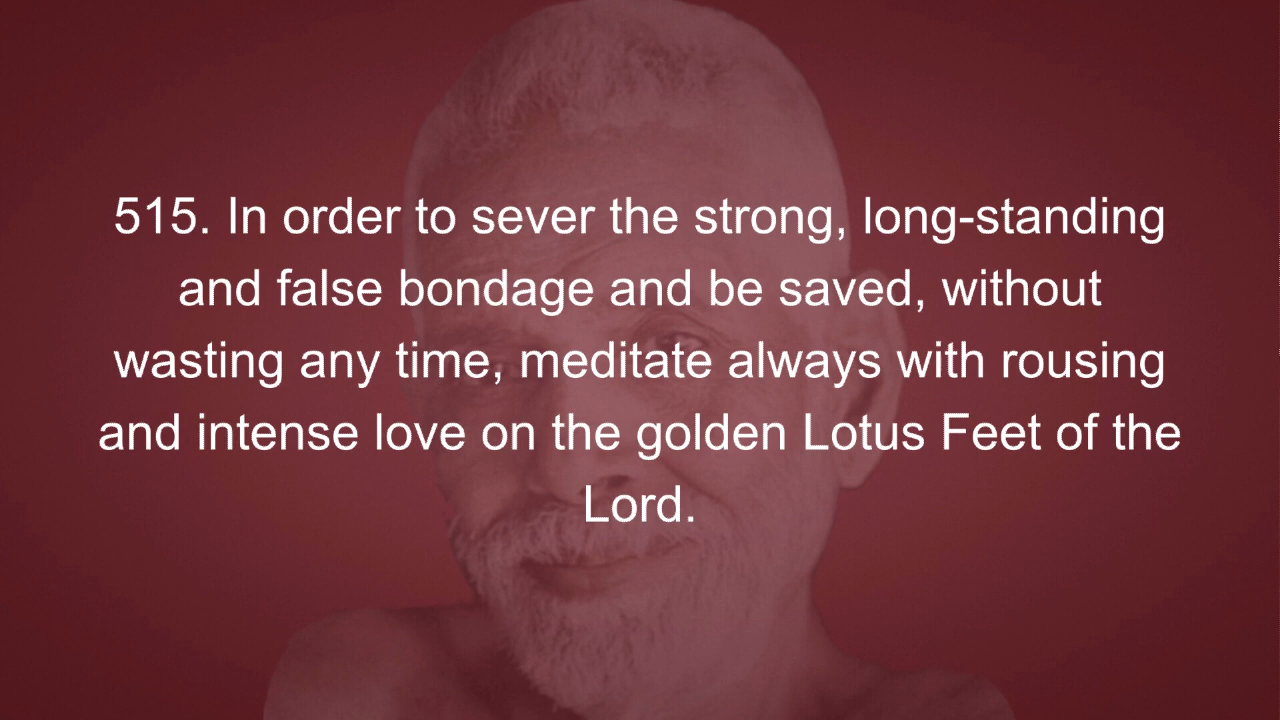 515. In order to sever the strong, long-standing
and false bondage and be saved, without
wasting any time, meditate always with rousing
and intense love on the golden Lotus Feet of the
Lord.